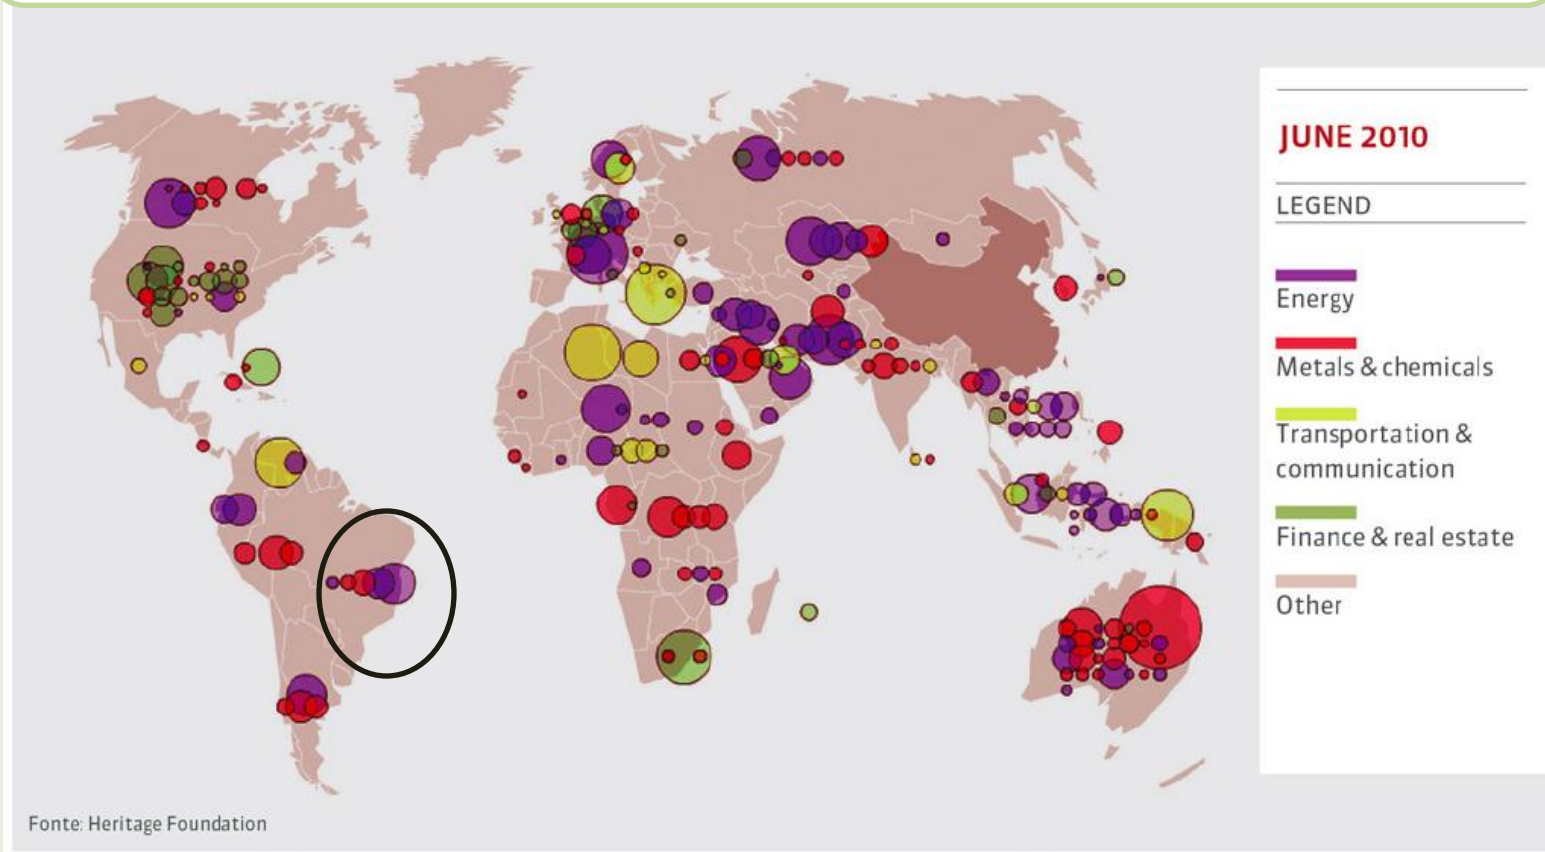 JUNE 2010
LEGEND
Energy
Metals & chemicals
Transportation &
communication
Finance & real estate
Other
Fonte: Heritage Foundation